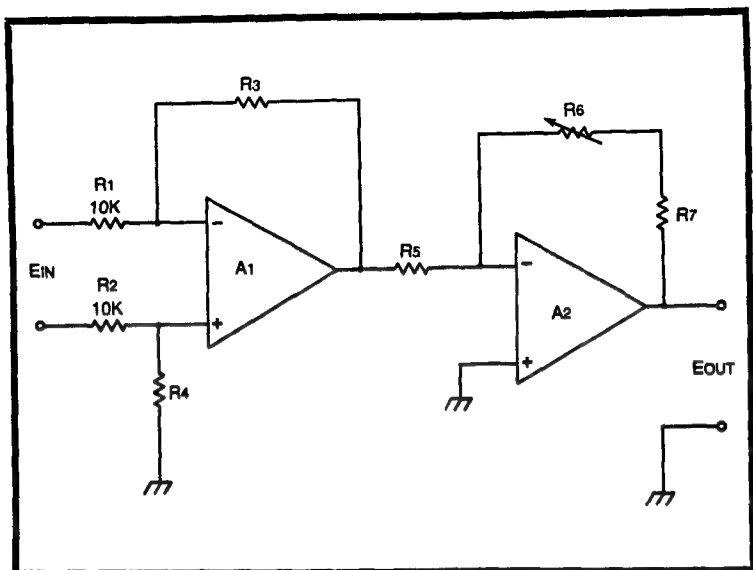 R3
R6
R1
10K
R7
−
R5
A1
−
EIN
R2
10K
A2
+
+
EOUT
R4